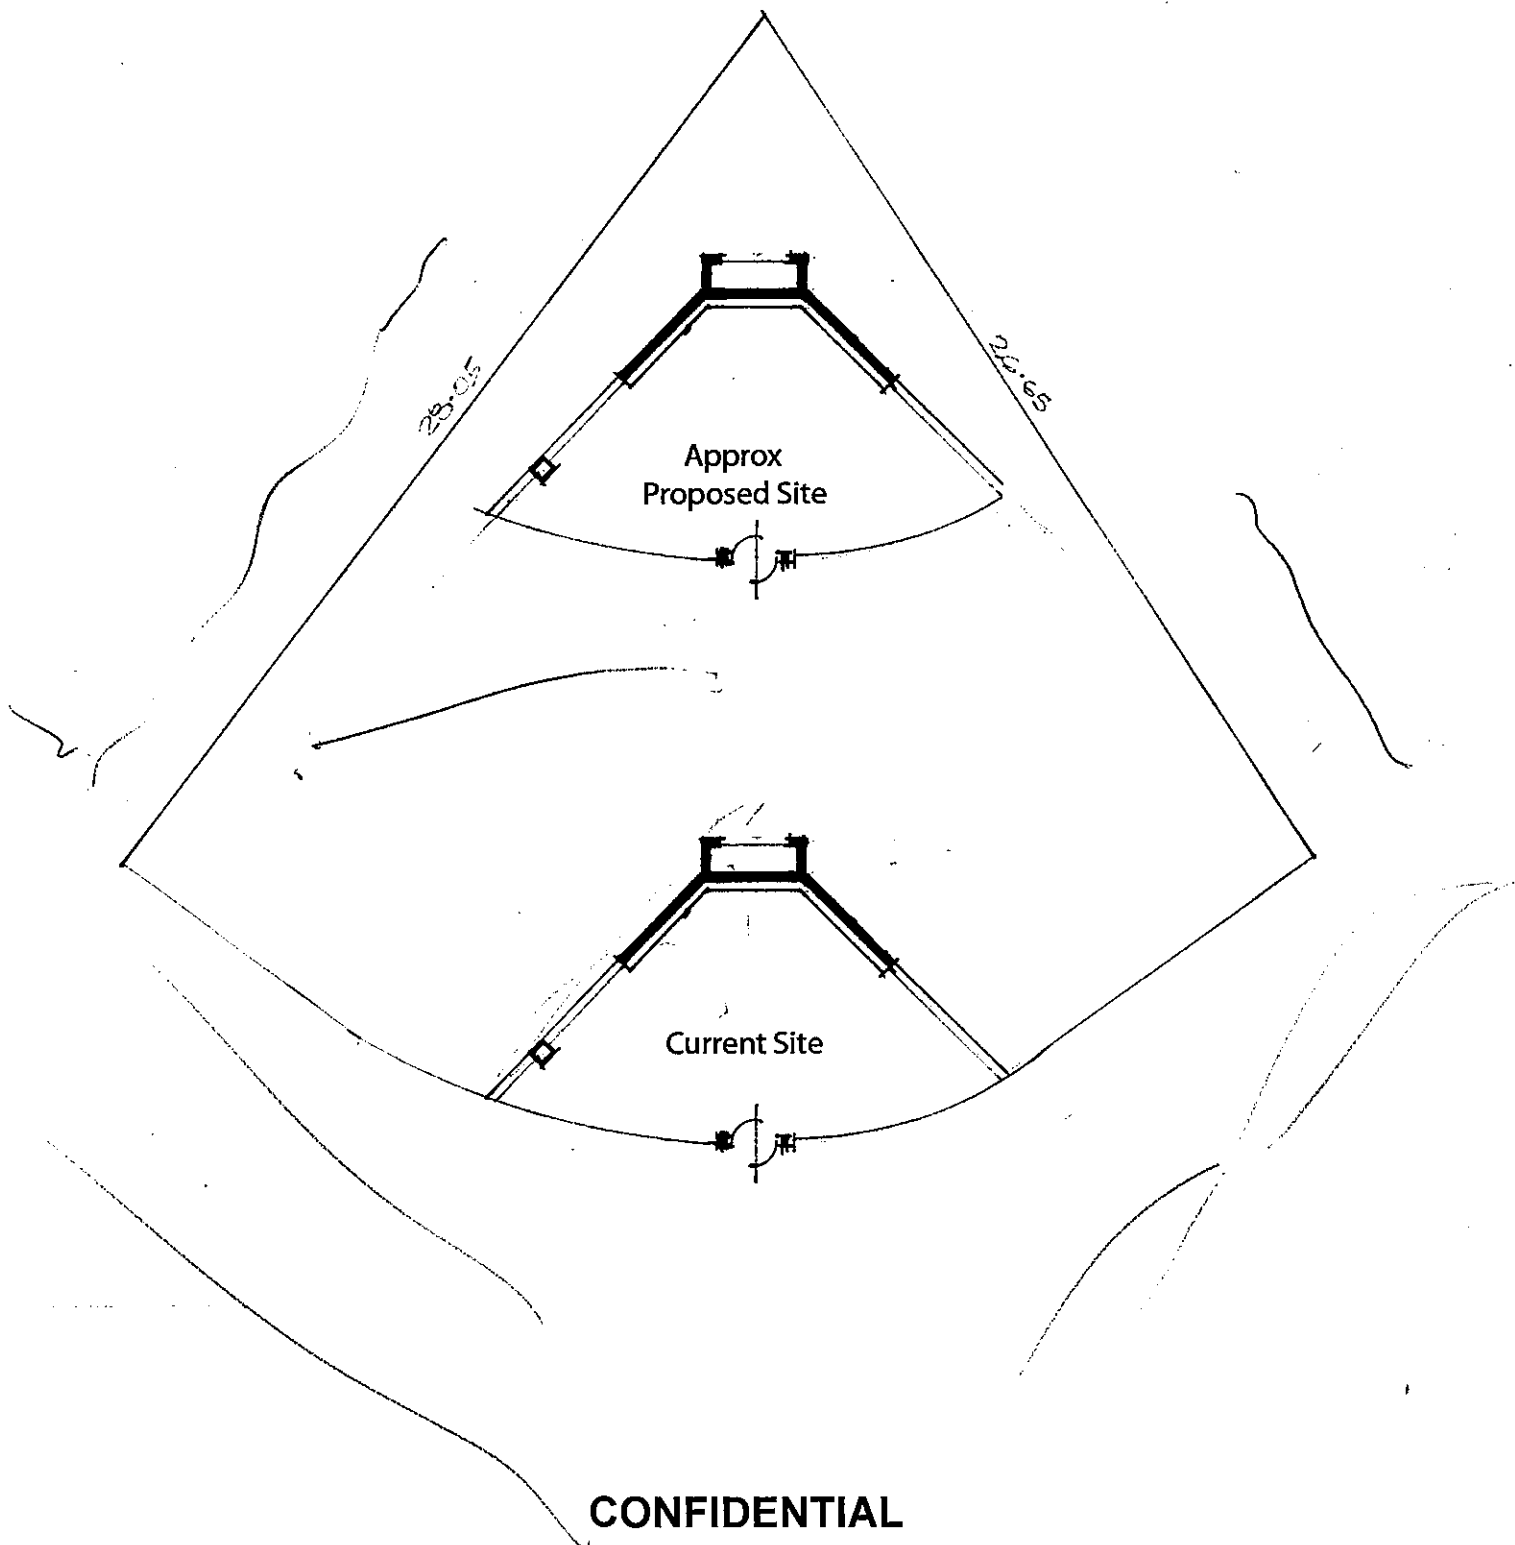 28.05
26.65
Approx
Proposed Site
Current Site
CONFIDENTIAL